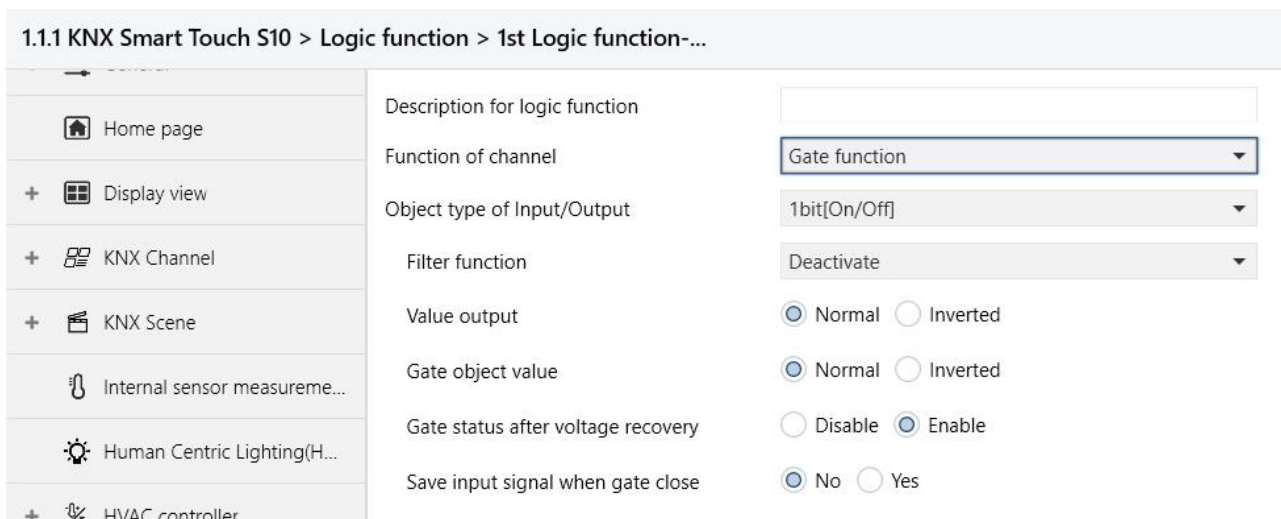 1.1.1 KNX Smart Touch S10 > Logic function > 1st Logic function-...
Home page
Display view
KNX Channel
KNX Scene
Internal sensor measureme...
Human Centric Lighting(H...
HVAC controller
Description for logic function
Function of channel Gate function
Object type of Input/Output 1bit[On/Off]
Filter function Deactivate
Value output Normal Inverted
Gate object value Normal Inverted
Gate status after voltage recovery Disable Enable
Save input signal when gate close No Yes